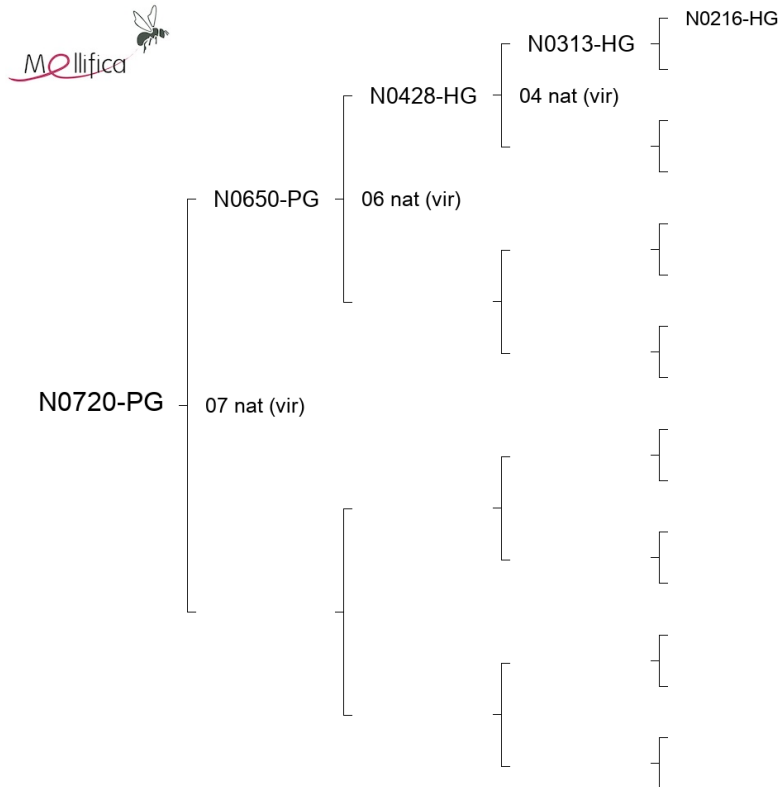 Mellifica
N0216-HG
N0313-HG
N0428-HG
04 nat (vir)
N0650-PG
06 nat (vir)
N0720-PG
07 nat (vir)